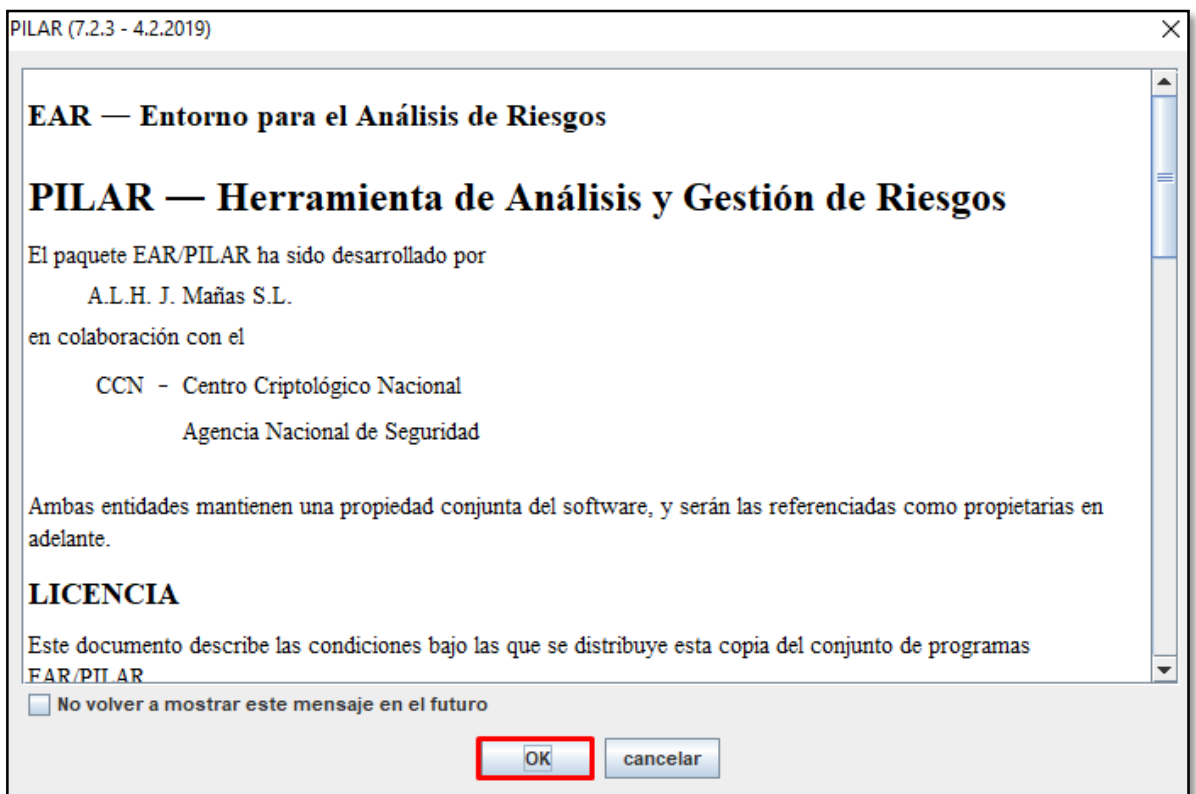 PILAR (7.2.3 - 4.2.2019)
EAR — Entorno para el Análisis de Riesgos
PILAR — Herramienta de Análisis y Gestión de Riesgos
El paquete EAR/PILAR ha sido desarrollado por
A.L.H. J. Mañas S.L.
en colaboración con el
CCN - Centro Criptológico Nacional
Agencia Nacional de Seguridad
Ambas entidades mantienen una propiedad conjunta del software, y serán las referenciadas como propietarias en
adelante.
LICENCIA
Este documento describe las condiciones bajo las que se distribuye esta copia del conjunto de programas
EAR/PILAR
No volver a mostrar este mensaje en el futuro
OK cancelar